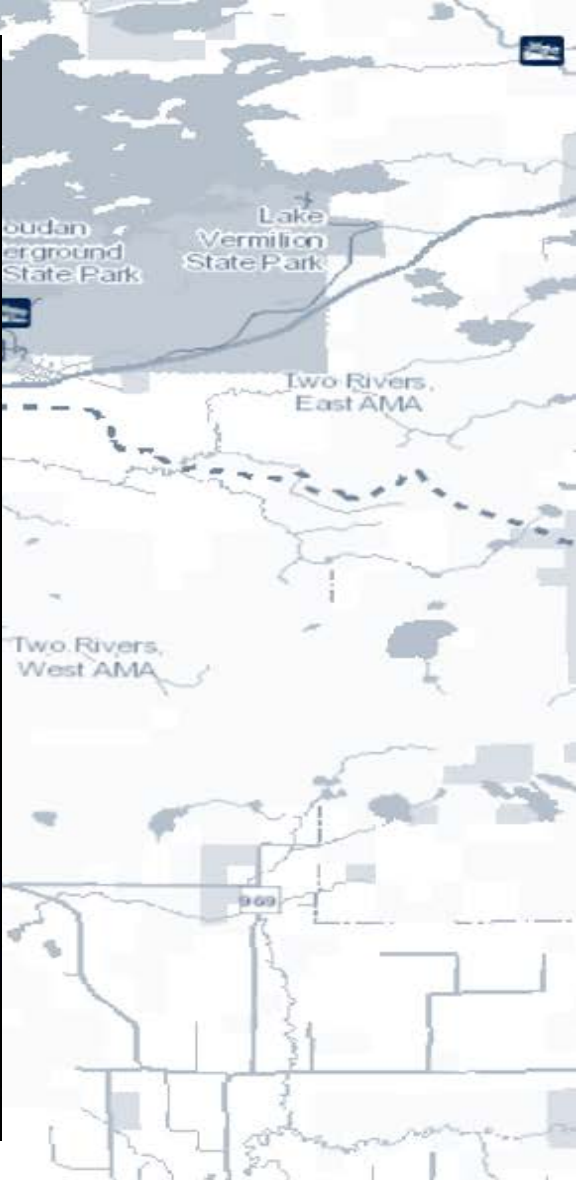 oudan
erground
State Park
Lake
Vermilion
State Park
Two Rivers,
East AMA
Two Rivers,
West AMA
969